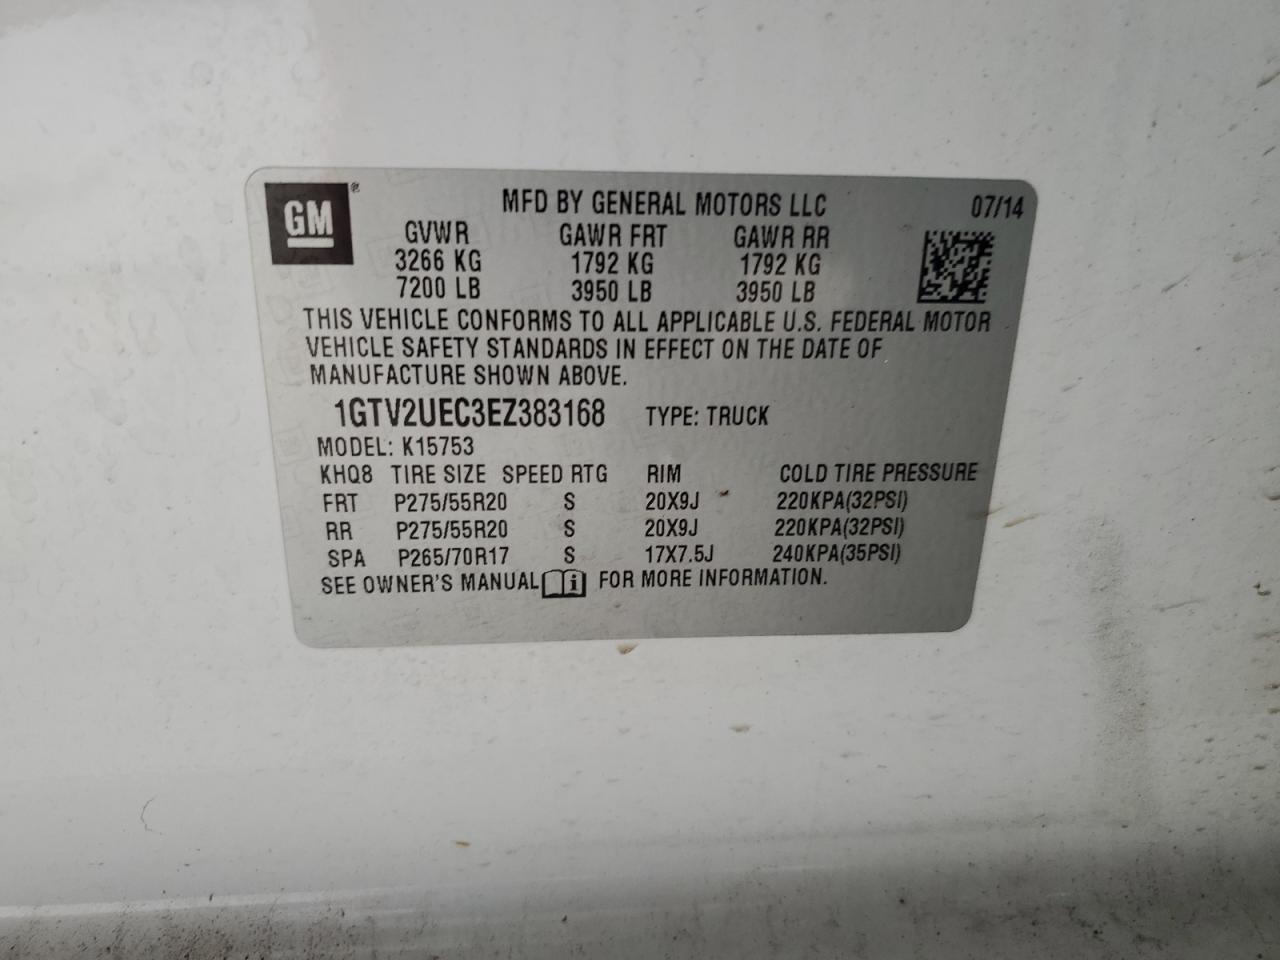 GM®
MFD BY GENERAL MOTORS LLC 07/14
GVWR GAWR FRT GAWR RR
3266 KG 1792 KG 1792 KG
7200 LB 3950 LB 3950 LB
THIS VEHICLE CONFORMS TO ALL APPLICABLE U.S. FEDERAL MOTOR
VEHICLE SAFETY STANDARDS IN EFFECT ON THE DATE OF
MANUFACTURE SHOWN ABOVE.
1GTV2UEC3EZ383168 TYPE: TRUCK
MODEL: K15753
KHQ8 TIRE SIZE SPEED RTG RIM COLD TIRE PRESSURE
FRT P275/55R20 S 20X9J 220KPA(32PSI)
RR P275/55R20 S 20X9J 220KPA(32PSI)
SPA P265/70R17 S 17X7.5J 240KPA(35PSI)
SEE OWNER'S MANUAL FOR MORE INFORMATION.